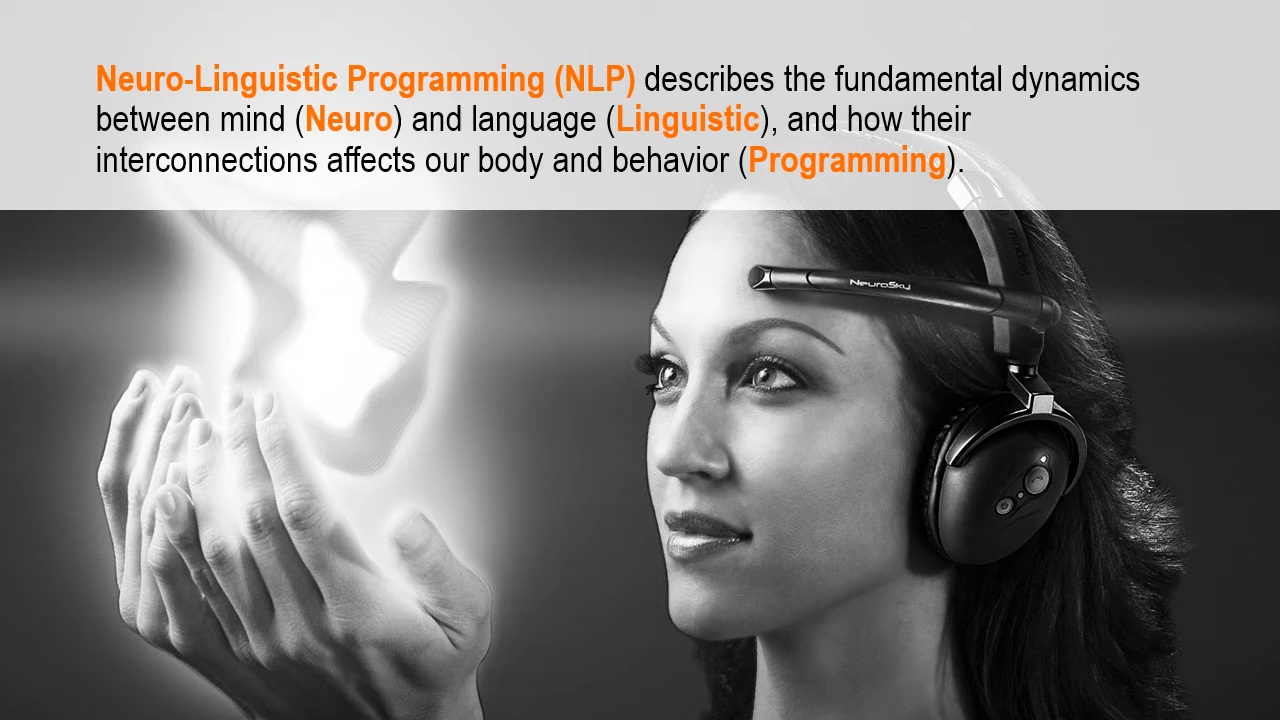 Neuro-Linguistic Programming (NLP) describes the fundamental dynamics
between mind (Neuro) and language (Linguistic), and how their
interconnections affects our body and behavior (Programming).
mindset
NeuroSky